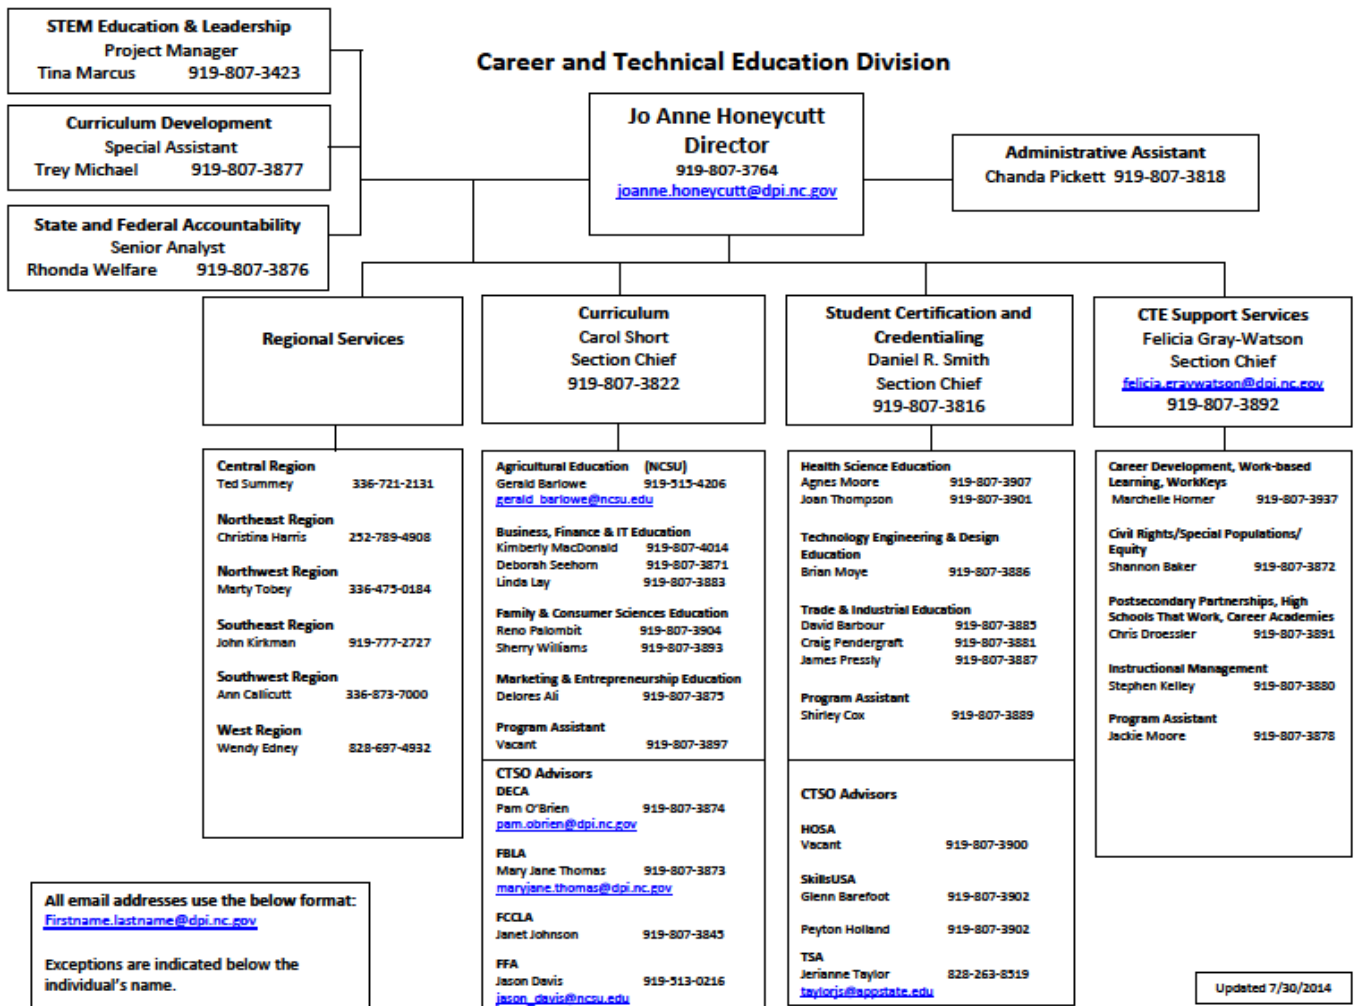 STEM Education & Leadership
Project Manager
Tina Marcus 919-807-3423
Curriculum Development
Special Assistant
Trey Michael 919-807-3877
State and Federal Accountability
Senior Analyst
Rhonda Welfare 919-807-3876
Career and Technical Education Division
Jo Anne Honeycutt
Director
919-807-3764
joanne.honeycutt@dpi.nc.gov
Administrative Assistant
Chanda Pickett 919-807-3818
Regional Services
Curriculum
Carol Short
Section Chief
919-807-3822
Student Certification and
Credentialing
Daniel R. Smith
Section Chief
919-807-3816
CTE Support Services
Felicia Gray-Watson
Section Chief
felicia.graywatson@dpi.nc.gov
919-807-3892
Central Region
Ted Summey 336-721-2131
Northeast Region
Christina Harris 252-789-4908
Northwest Region
Marty Tobey 336-475-0184
Southeast Region
John Kirkman 919-777-2727
Southwest Region
Ann Callicutt 336-873-7000
West Region
Wendy Edney 828-697-4932
Agricultural Education (NCSU)
Gerald Barlowe 919-515-4206
gerald_barlowe@ncsu.edu
Business, Finance & IT Education
Kimberly MacDonald 919-807-4014
Deborah Seehorn 919-807-3871
Linda Lay 919-807-3883
Family & Consumer Sciences Education
Reno Palombit 919-807-3904
Sherry Williams 919-807-3893
Marketing & Entrepreneurship Education
Delores Ali 919-807-3875
Program Assistant
Vacant 919-807-3897
CTSO Advisors
DECA
Pam O'Brien 919-807-3874
pam.obrien@dpi.nc.gov
FBLA
Mary Jane Thomas 919-807-3873
maryjane.thomas@dpi.nc.gov
FCCLA
Janet Johnson 919-807-3845
FFA
Jason Davis 919-513-0216
jason_davis@ncsu.edu
Health Science Education
Agnes Moore 919-807-3907
Joan Thompson 919-807-3901
Technology Engineering & Design
Education
Brian Moye 919-807-3886
Trade & Industrial Education
David Barbour 919-807-3885
Craig Pendergraft 919-807-3881
James Pressly 919-807-3887
Program Assistant
Shirley Cox 919-807-3889
CTSO Advisors
HOSA
Vacant 919-807-3900
SkillsUSA
Glenn Barefoot 919-807-3902
Peyton Holland 919-807-3902
TSA
Jerianne Taylor 828-263-8519
taylorjs@appstate.edu
Career Development, Work-based
Learning, WorkKeys
Marchelle Horner 919-807-3937
Civil Rights/Special Populations/
Equity
Shannon Baker 919-807-3872
Postsecondary Partnerships, High
Schools That Work, Career Academies
Chris Droessler 919-807-3891
Instructional Management
Stephen Kelley 919-807-3880
Program Assistant
Jackie Moore 919-807-3878
All email addresses use the below format:
Firstname.lastname@dpi.nc.gov
Exceptions are indicated below the
individual's name.
Updated 7/30/2014